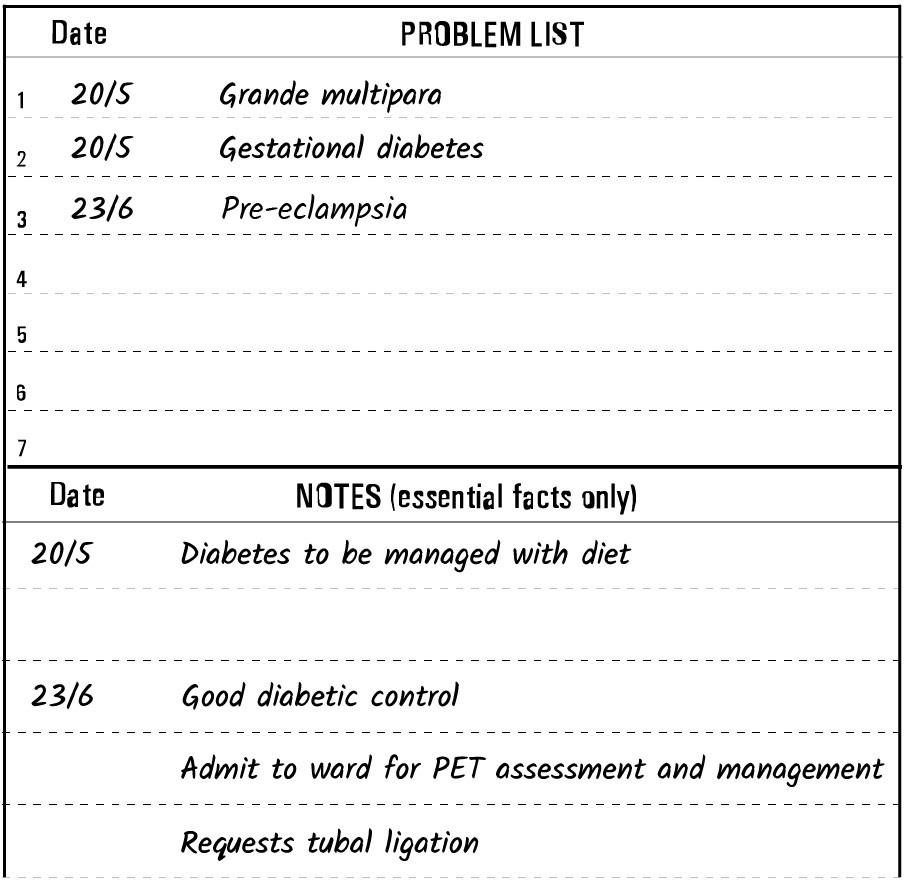 Date PROBLEM LIST
1 20/5 Grande multipara
2 20/5 Gestational diabetes
3 23/6 Pre-eclampsia
4
5
6
7
Date NOTES (essential facts only)
20/5 Diabetes to be managed with diet
23/6 Good diabetic control
Admit to ward for PET assessment and management
Requests tubal ligation